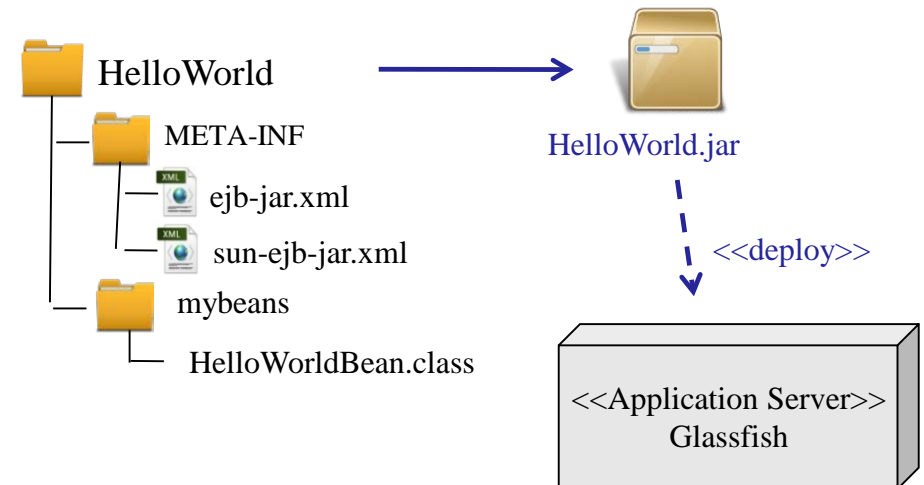 HelloWorld
META-INF
ejb-jar.xml
sun-ejb-jar.xml
mybeans
HelloWorldBean.class
HelloWorld.jar
<<deploy>>
<<Application Server>>
Glassfish
XML
XML